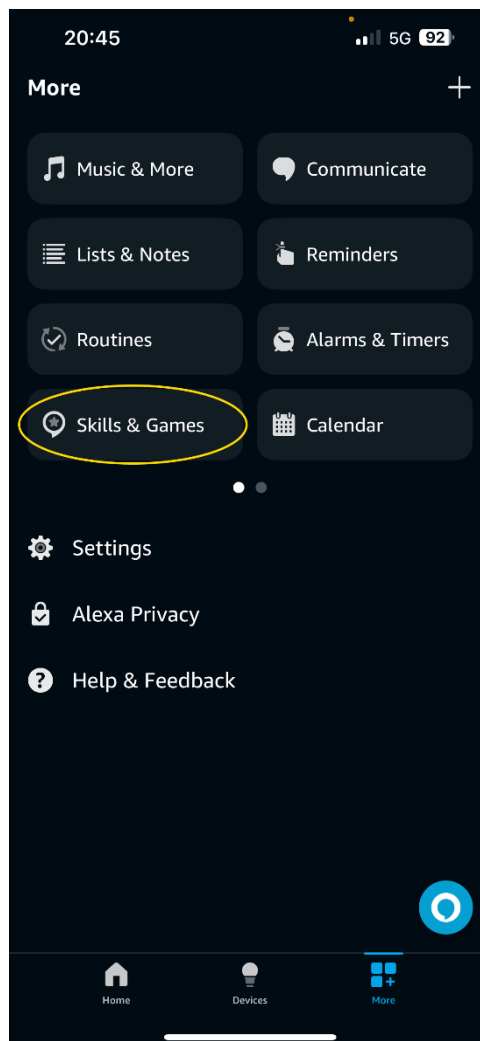 20:45 5G 92
More
Music & More Communicate
Lists & Notes Reminders
Routines Alarms & Timers
Skills & Games Calendar
Settings
Alexa Privacy
? Help & Feedback
Home Devices More